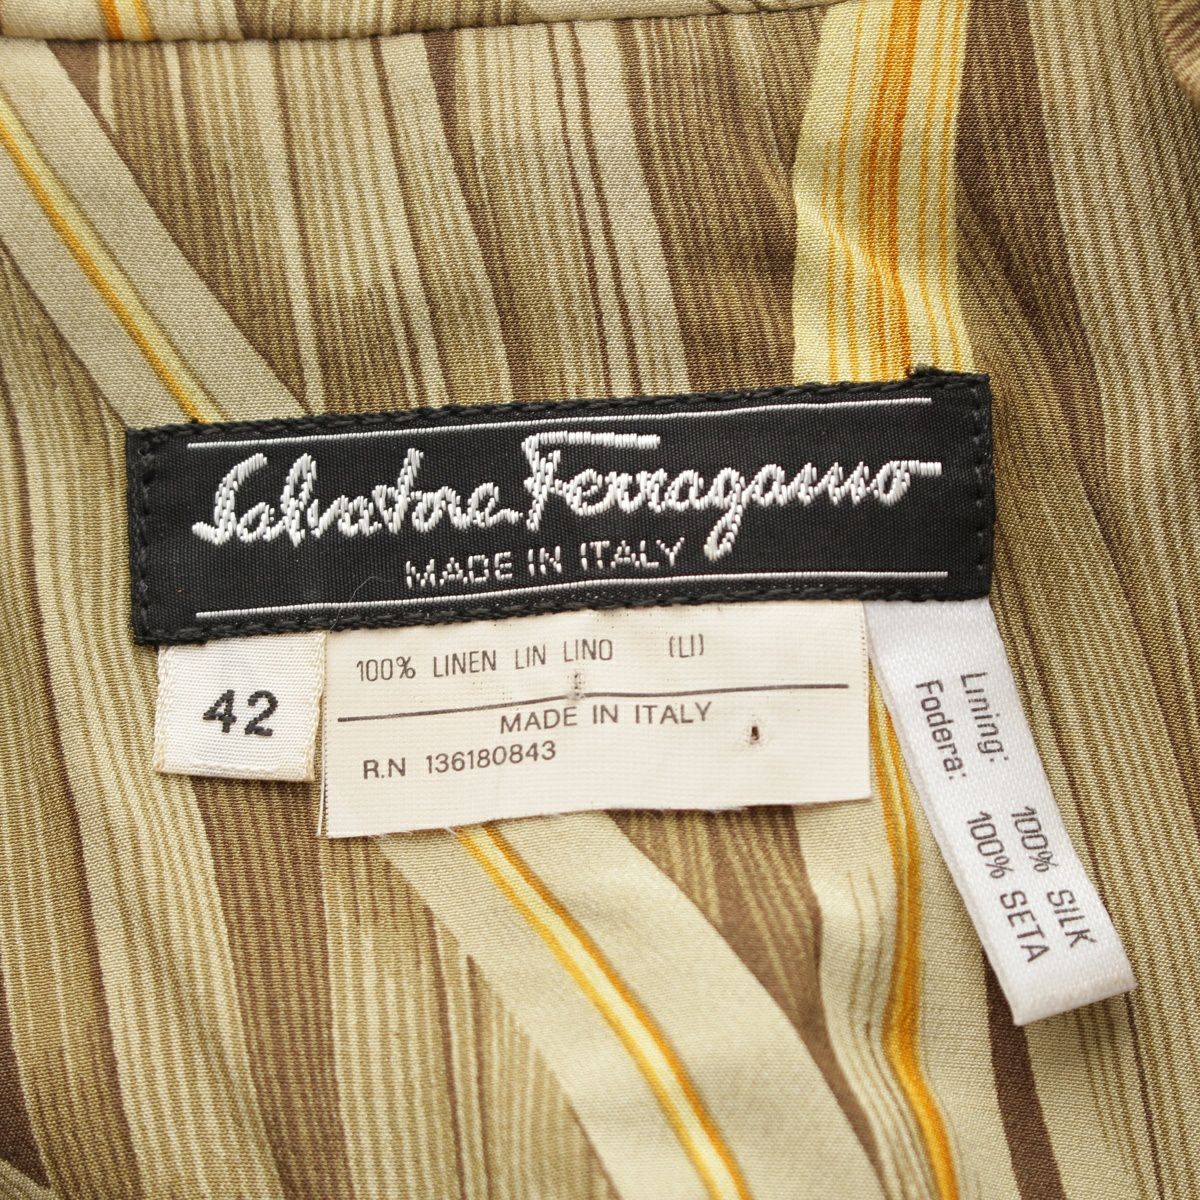 Salvatore Ferragamo
MADE IN ITALY
42
100% LINEN LIN LINO (LI)
MADE IN ITALY
R.N 136180843
Lining: 100% SILK
Fodera: 100% SETA